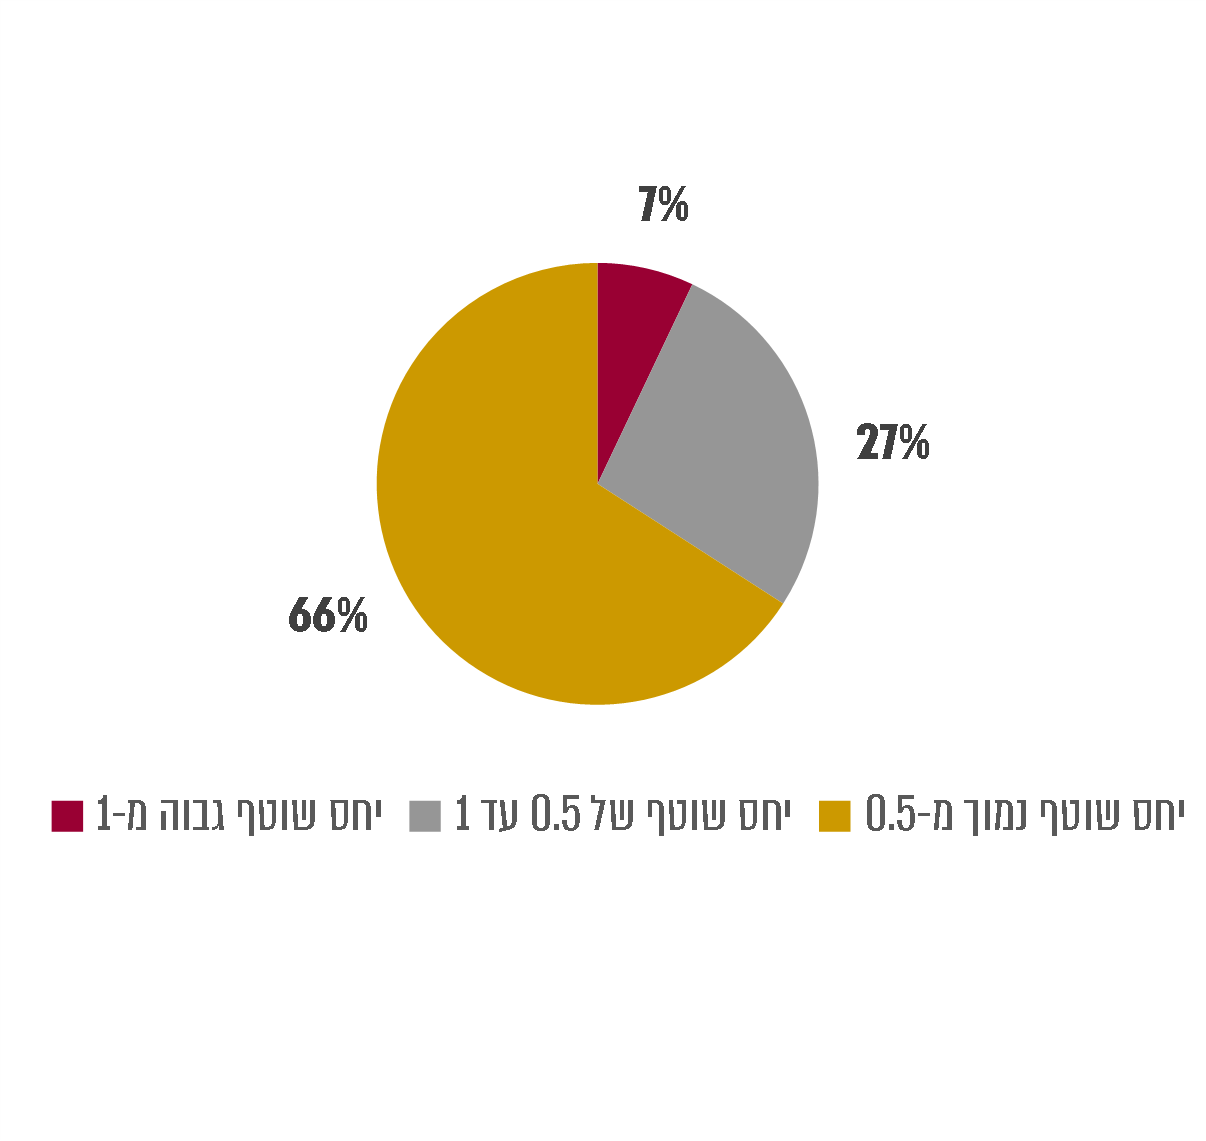 7%
27%
66%
יחס שוטף גבוה מ-1
יחס שוטף של 0.5 עד 1
יחס שוטף נמוך מ-0.5